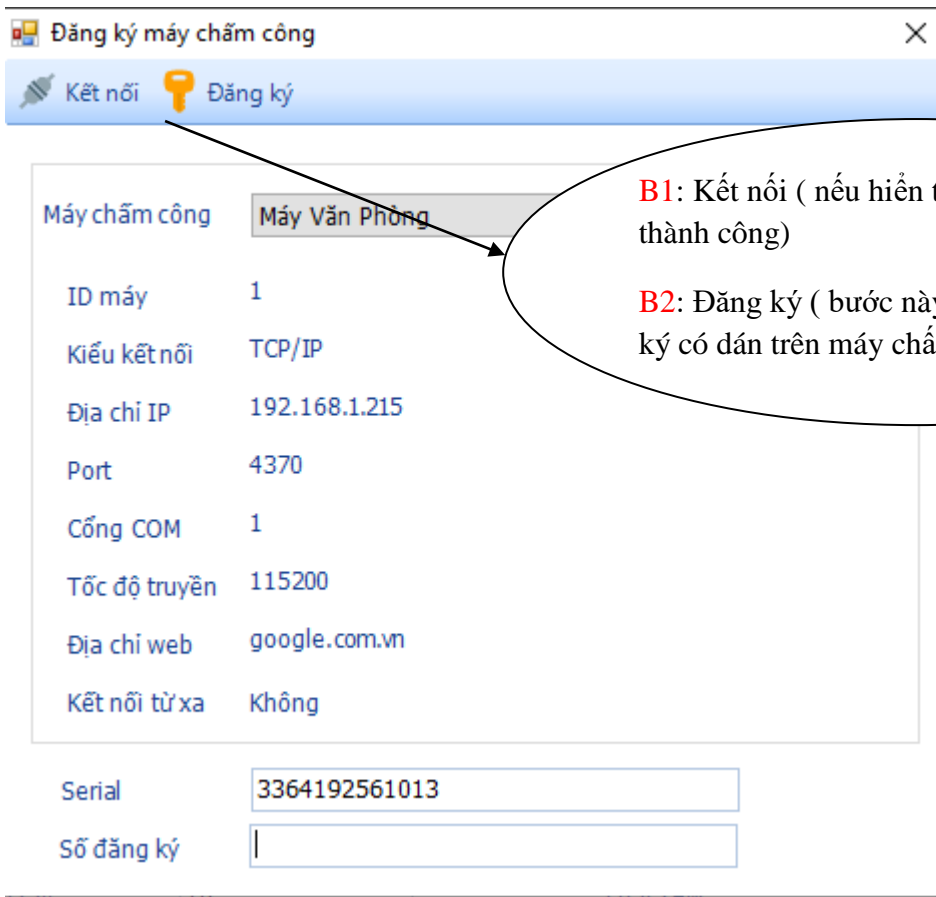 Đăng ký máy chấm công
Kết nối Đăng ký
Máy chấm công Máy Văn Phòng
B1: Kết nối ( nếu hiển
thành công)
B2: Đăng ký ( bước này
ký có dán trên máy
ID máy 1
Kiểu kết nối TCP/IP
Địa chỉ IP 192.168.1.215
Port 4370
Cổng COM 1
Tốc độ truyền 115200
Địa chỉ web google.com.vn
Kết nối từ xa Không
Serial 3364192561013
Số đăng ký